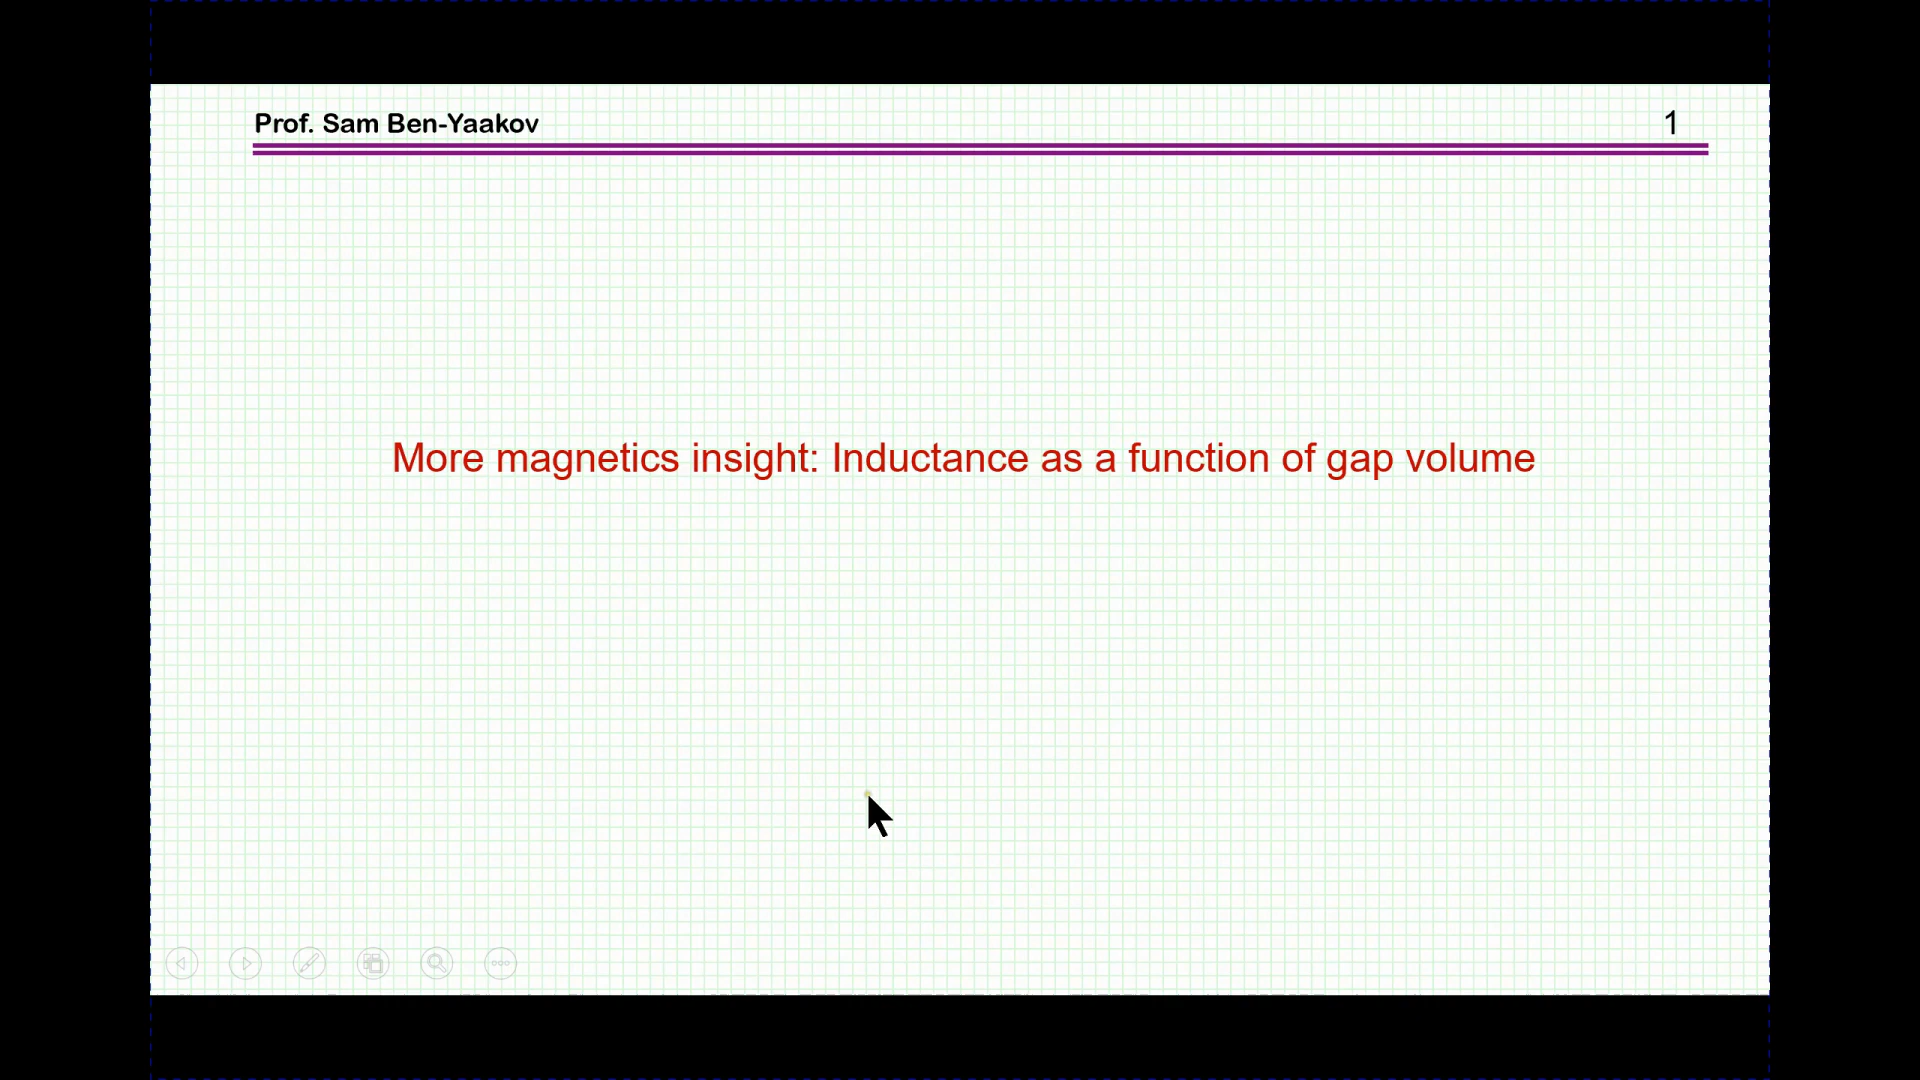 Prof. Sam Ben-Yaakov
1
More magnetics insight: Inductance as a function of gap volume